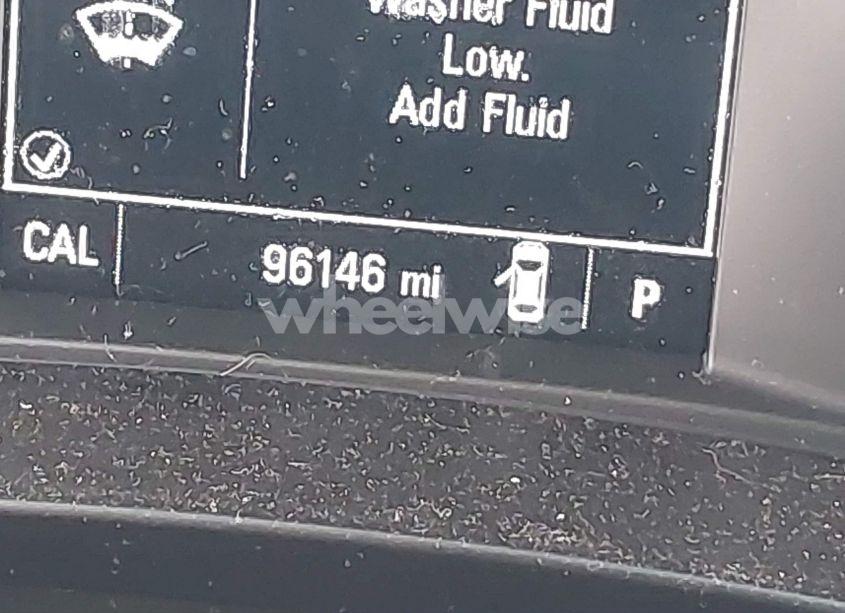 Washer Fluid
Low.
Add Fluid
CAL
96146 mi
P
wheelwise